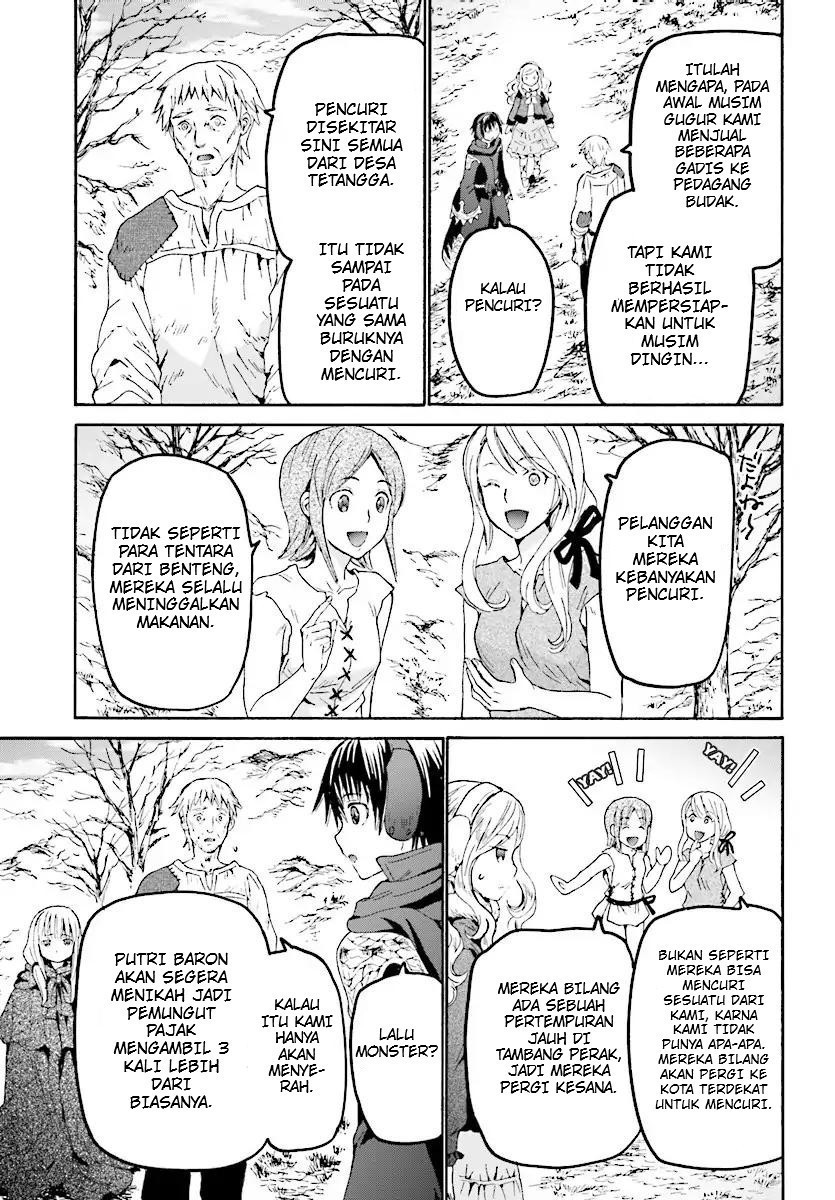 ITULAH
MENGAPA, PADA
AWAL MUSIM
GUGUR KAMI
MENJUAL
BEBERAPA
GADIS KE
PEDAGANG
BUDAK.
TAPI KAMI
TIDAK
BERHASIL
MEMPERSIAP-
KAN UNTUK
MUSIM
DINGIN...
KALAU
PENCURI?
PENCURI
DISEKITAR
SINI SEMUA
DARI DESA
TETANGGA.
ITU TIDAK
SAMPAI
PADA
SESUATU
YANG SAMA
BURUKNYA
DENGAN
MENCURI.
だよね～
PELANGGAN
KITA
MEREKA
KEBANYAKAN
PENCURI.
TIDAK SEPERTI
PARA TENTARA
DARI BENTENG,
MEREKA SELALU
MENINGGALKAN
MAKANAN.
YAY!
YAY!
BUKAN SEPERTI
MEREKA BISA
MENCURI
SESUATU DARI
KAMI, KARNA
KAMI TIDAK
PUNYA APA-APA.
MEREKA BILANG
AKAN PERGI KE
KOTA TERDEKAT
UNTUK MENCURI.
MEREKA BILANG
ADA SEBUAH
PERTEMPURAN
JAUH DI
TAMBANG PERAK,
JADI MEREKA
PERGI KESANA.
LALU
MONSTER?
KALAU
ITU KAMI
HANYA
AKAN
MENYE-
RAH.
PUTRI BARON
AKAN SEGERA
MENIKAH JADI
PEMUNGUT
PAJAK
MENGAMBIL 3
KALI LEBIH
DARI
BIASANYA.